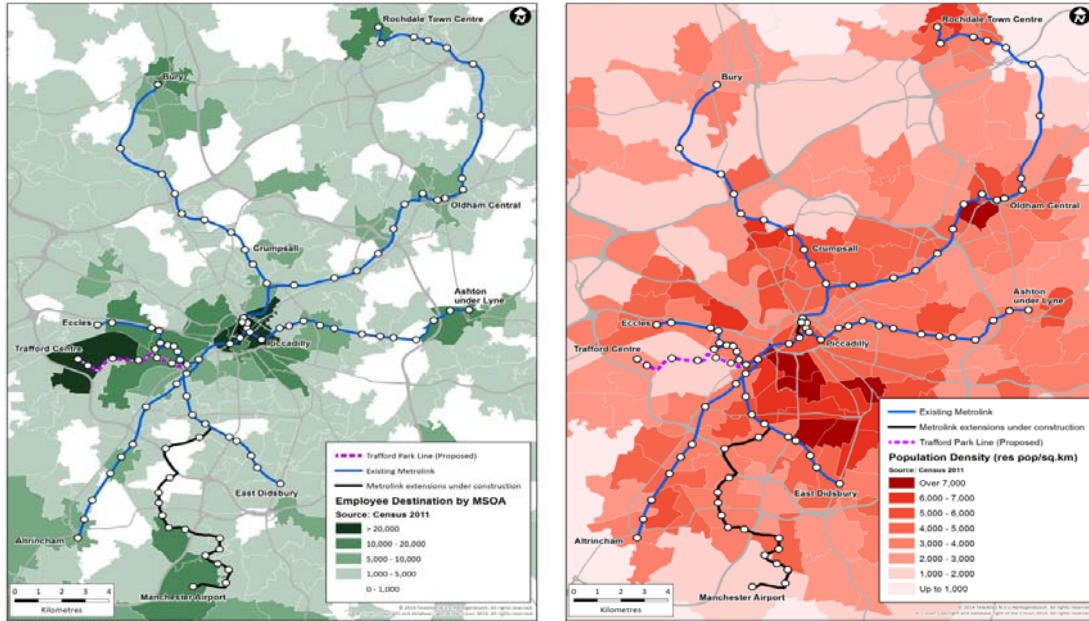 Rochdale Town Centre
Bury
Oldham Central
Crumpsall
Ashton
under Lyne
Eccles
Piccadilly
Trafford Centre
East Didsbury
Altrincham
Manchester Airport
Trafford Park Line (Proposed)
Existing Metrolink
Metrolink extensions under construction
Employee Destination by MSOA
Source: Census 2011
> 20,000
10,000 - 20,000
5,000 - 10,000
1,000 - 5,000
0 - 1,000
0 1 2 3 4
Kilometres
N
Rochdale Town Centre
Bury
Oldham Central
Crumpsall
Ashton
under Lyne
Eccles
Piccadilly
Trafford Centre
East Didsbury
Altrincham
Manchester Airport
Existing Metrolink
Metrolink extensions under construction
Trafford Park Line (Proposed)
Population Density (res pop/sq.km)
Source: Census 2011
Over 7,000
6,000 - 7,000
5,000 - 6,000
4,000 - 5,000
3,000 - 4,000
2,000 - 3,000
1,000 - 2,000
Up to 1,000
0 1 2 3 4
Kilometres
N